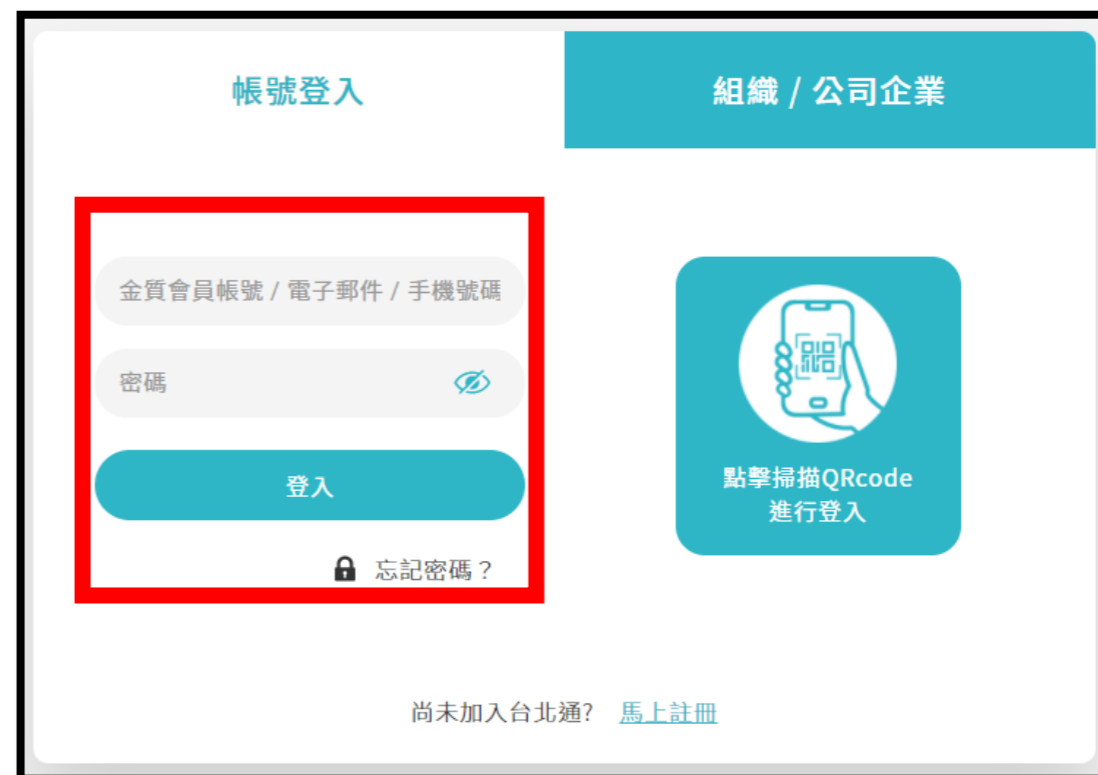 帳號登入
組織 / 公司企業
金質會員帳號 / 電子郵件 / 手機號碼
密碼
登入
忘記密碼？
點擊掃描QRcode
進行登入
尚未加入台北通? 馬上註冊